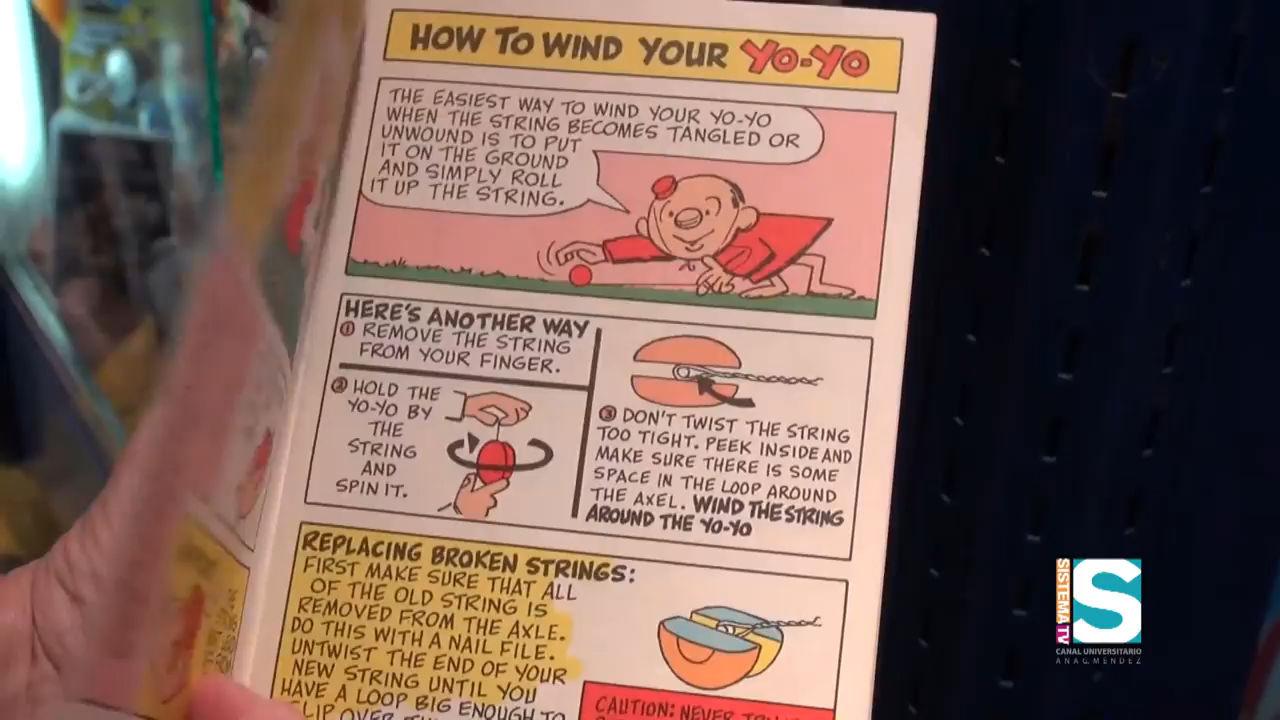 HOW TO WIND YOUR YO-YO
THE EASIEST WAY TO WIND YOUR YO-YO
WHEN THE STRING BECOMES TANGLED OR
UNWOUND IS TO PUT
IT ON THE GROUND
AND SIMPLY ROLL
IT UP THE STRING.
HERE'S ANOTHER WAY
① REMOVE THE STRING
FROM YOUR FINGER.
② HOLD THE
YO-YO BY
THE
STRING
AND
SPIN IT.
③ DON'T TWIST THE STRING
TOO TIGHT. PEEK INSIDE AND
MAKE SURE THERE IS SOME
SPACE IN THE LOOP AROUND
THE AXEL. WIND THE STRING
AROUND THE YO-YO
REPLACING BROKEN STRINGS:
FIRST MAKE SURE THAT ALL
OF THE OLD STRING IS
REMOVED FROM THE AXLE.
DO THIS WITH A NAIL FILE.
UNTWIST THE END OF YOUR
NEW STRING UNTIL YOU
HAVE A LOOP BIG ENOUGH TO
CAUTION: NEVER
SISTEMA TV
S
CANAL UNIVERSITARIO
ANA G. MÉNDEZ